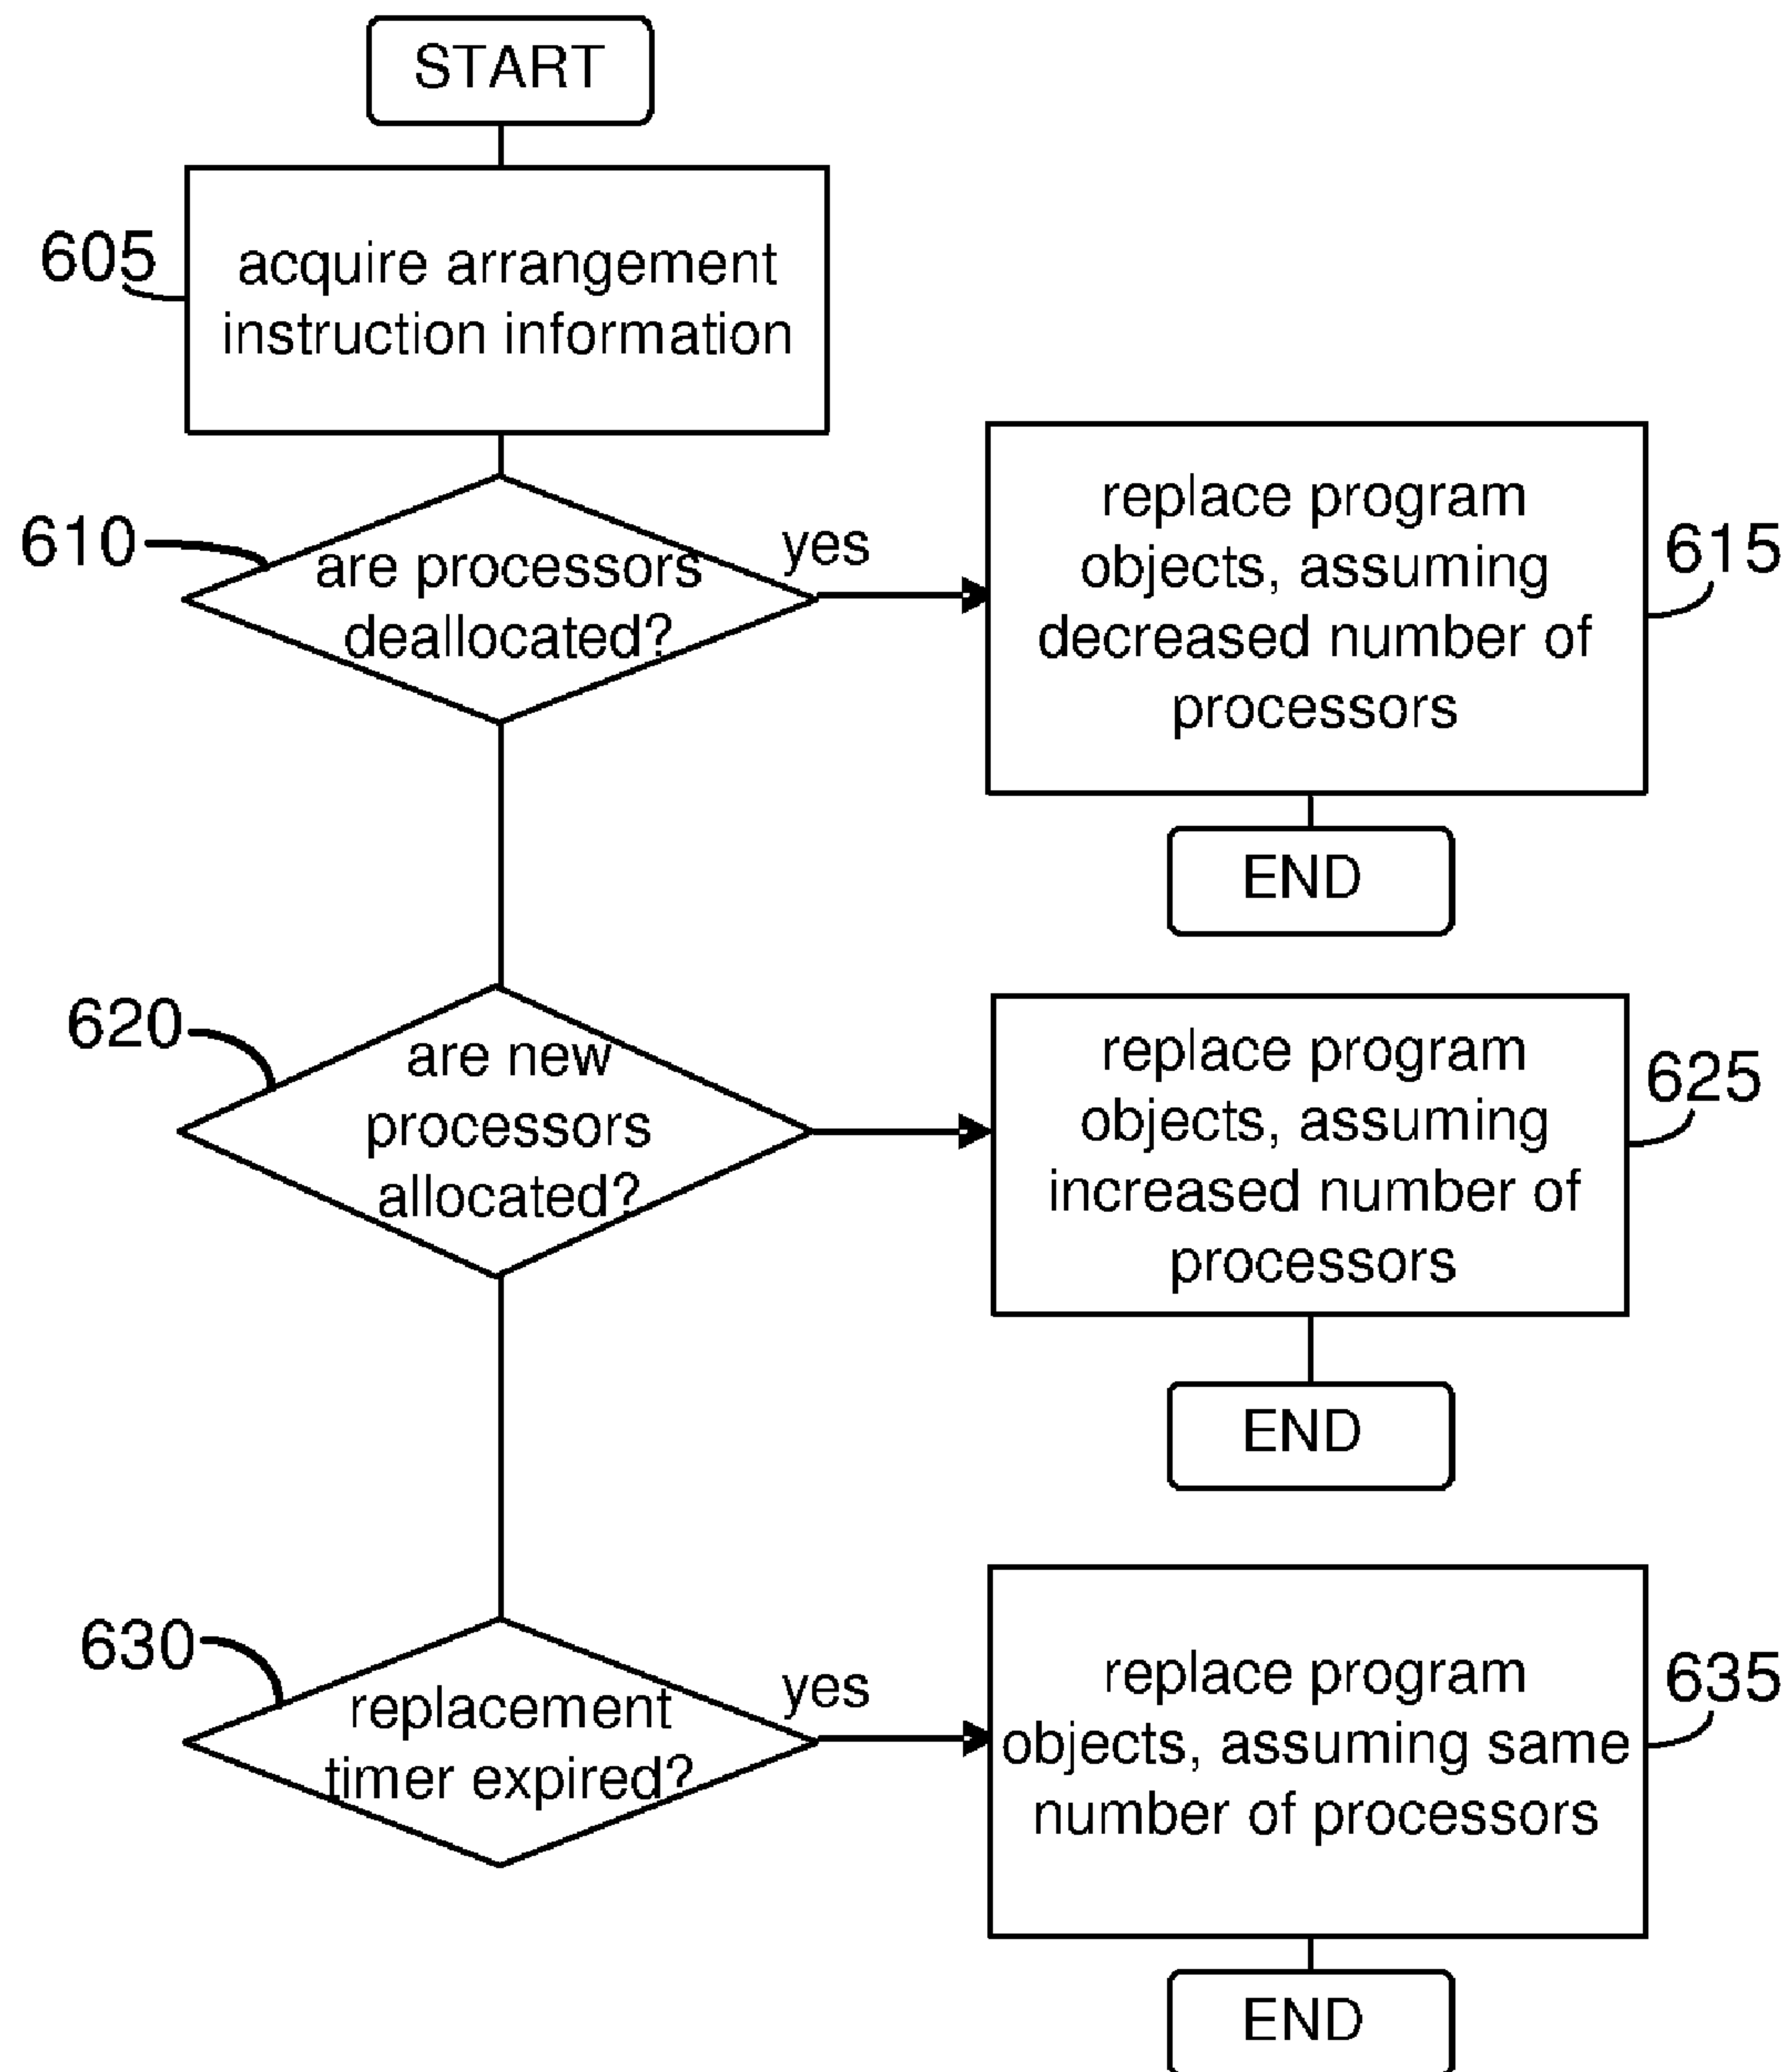 START
605
acquire arrangement
instruction information
610
are processors
deallocated?
yes
replace program
objects, assuming
decreased number of
processors
615
END
620
are new
processors
allocated?
replace program
objects, assuming
increased number of
processors
625
END
630
replacement
timer expired?
yes
replace program
objects, assuming same
number of processors
635
END